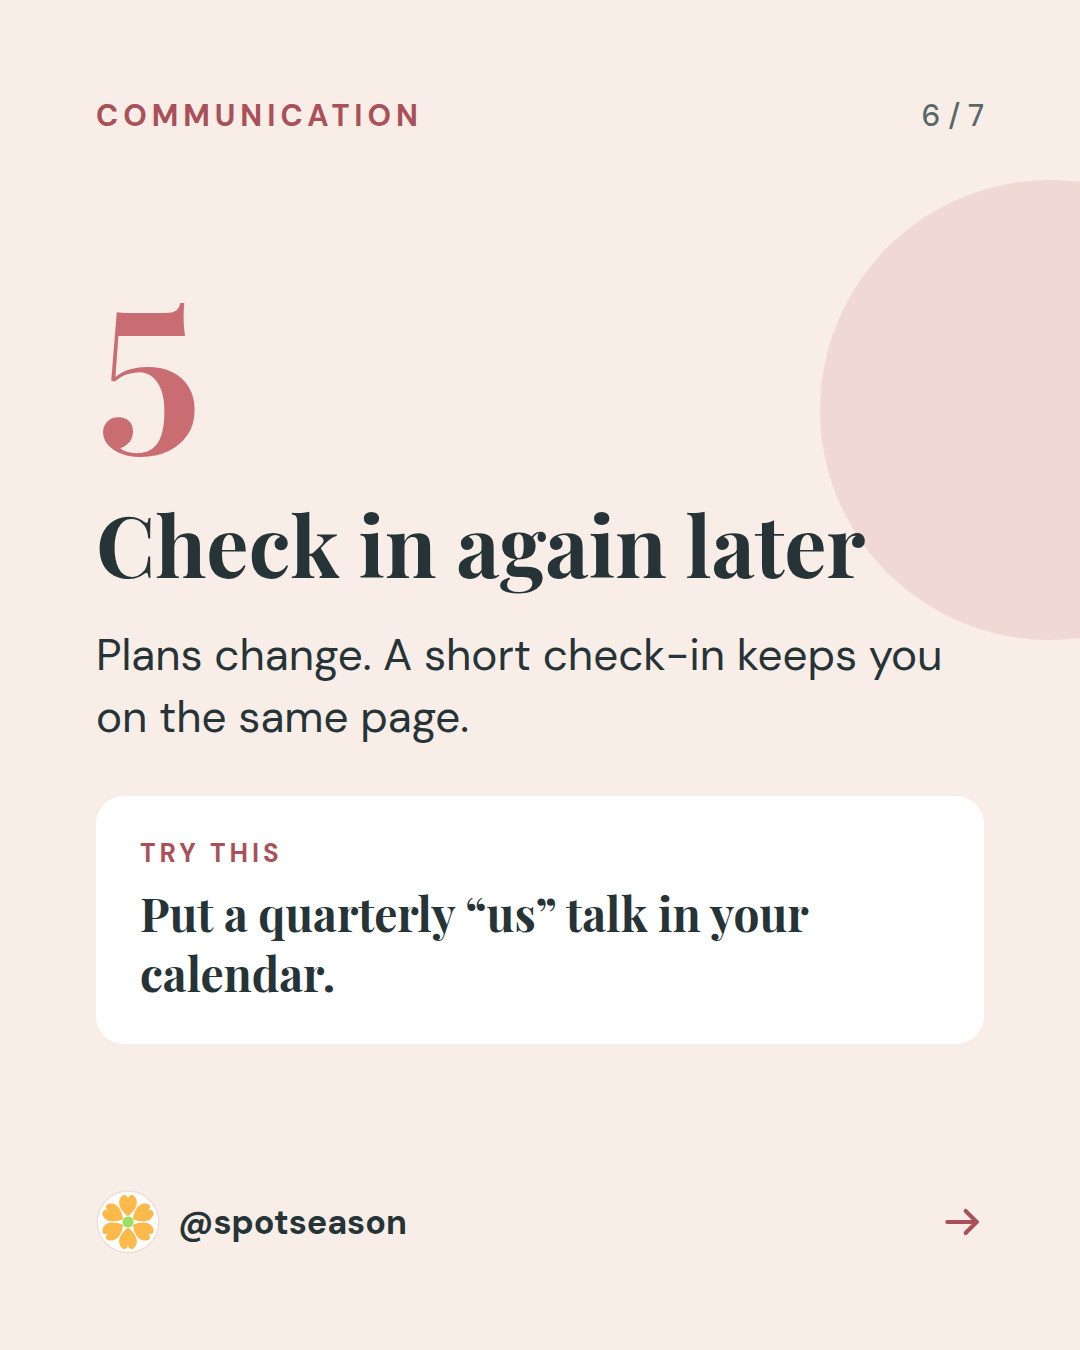 COMMUNICATION
6 / 7
5
Check in again later
Plans change. A short check-in keeps you
on the same page.
TRY THIS
Put a quarterly “us” talk in your
calendar.
@spotseason